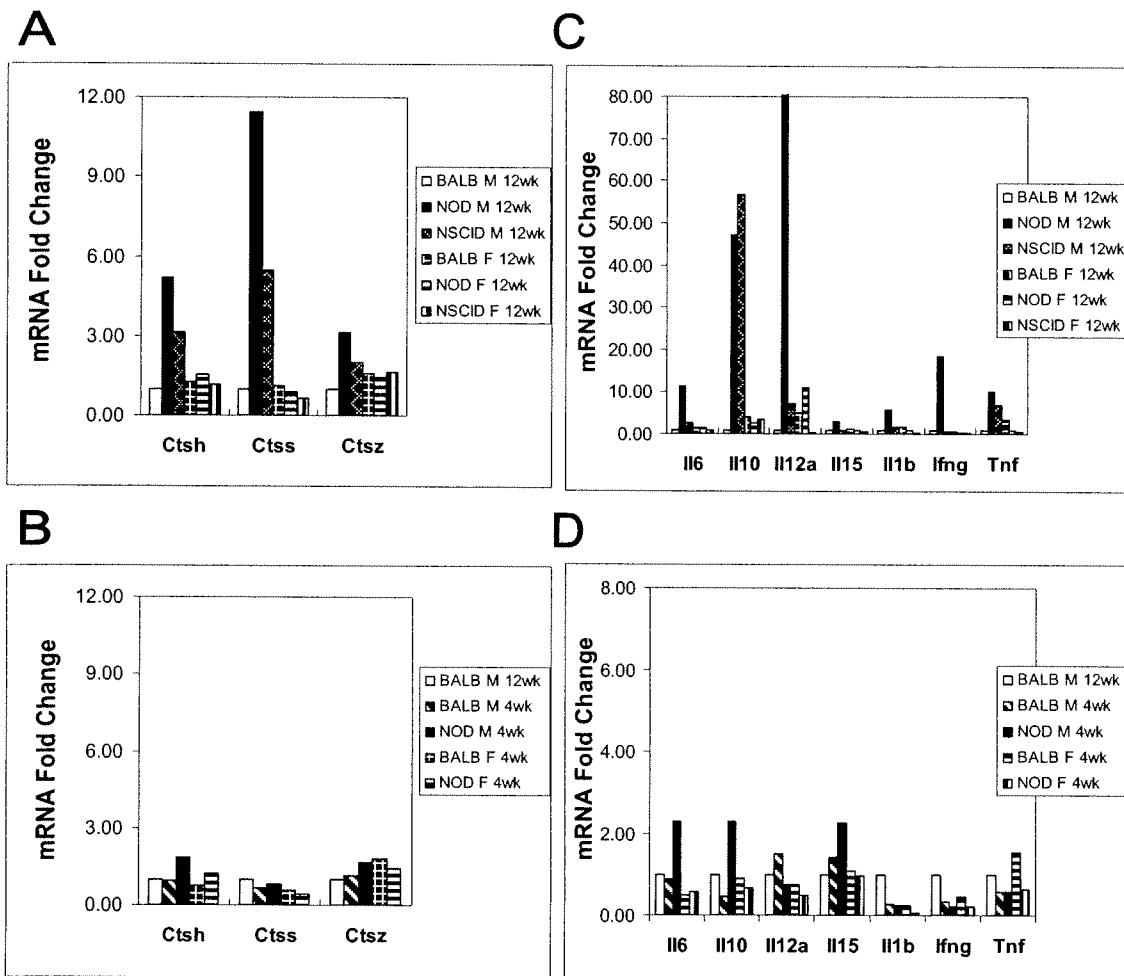 A
mRNA Fold Change
12.00
9.00
6.00
3.00
0.00
Ctsh Ctss Ctsz
BALB M 12wk
NOD M 12wk
NSCID M 12wk
BALB F 12wk
NOD F 12wk
NSCID F 12wk
C
mRNA Fold Change
80.00
70.00
60.00
50.00
40.00
30.00
20.00
10.00
0.00
Il6 Il10 Il12a Il15 Il1b Ifng Tnf
BALB M 12wk
NOD M 12wk
NSCID M 12wk
BALB F 12wk
NOD F 12wk
NSCID F 12wk
B
mRNA Fold Change
12.00
9.00
6.00
3.00
0.00
Ctsh Ctss Ctsz
BALB M 12wk
BALB M 4wk
NOD M 4wk
BALB F 4wk
NOD F 4wk
D
mRNA Fold Change
8.00
6.00
4.00
2.00
0.00
Il6 Il10 Il12a Il15 Il1b Ifng Tnf
BALB M 12wk
BALB M 4wk
NOD M 4wk
BALB F 4wk
NOD F 4wk